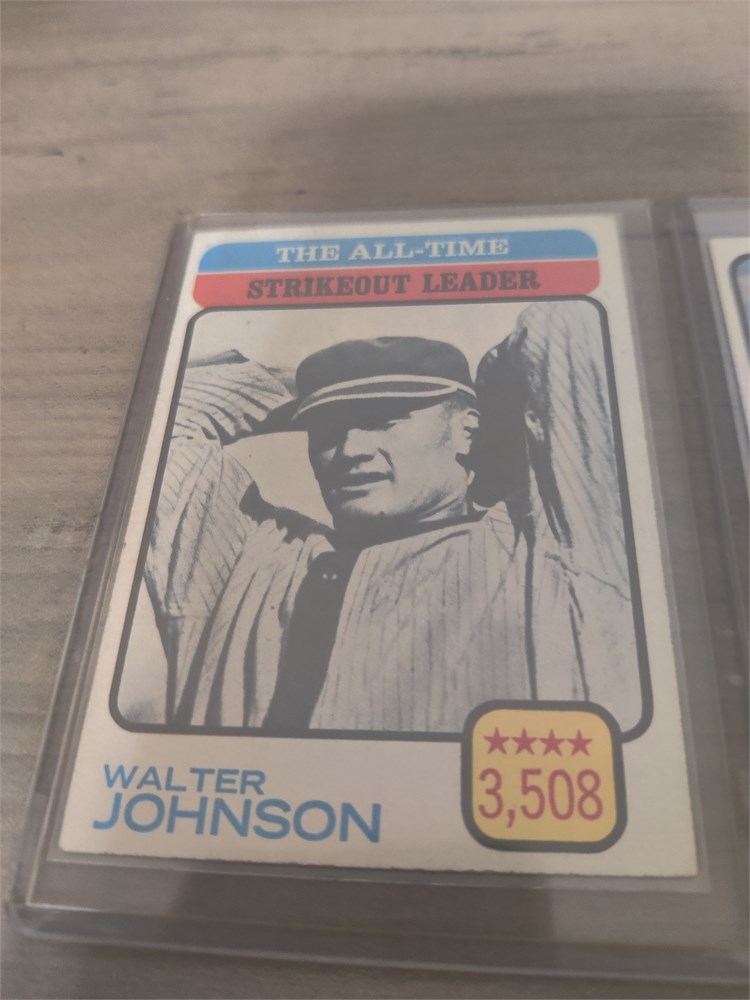 THE ALL-TIME
STRIKEOUT LEADER
WALTER
JOHNSON
3,508